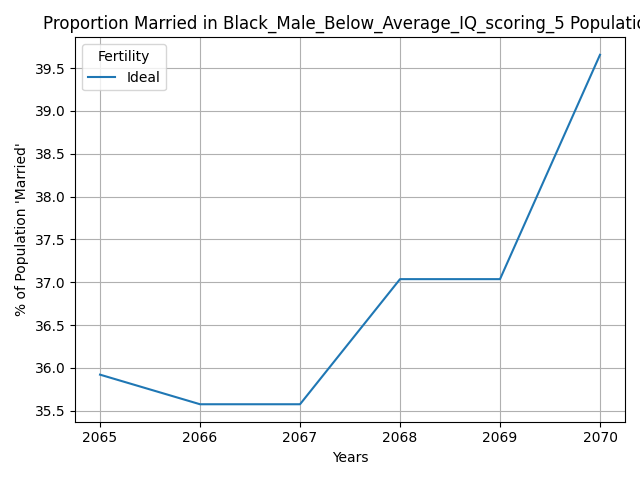 Proportion Married in Black_Male_Below_Average_IQ_scoring_5 Populatio
Fertility
Ideal
39.5
39.0
38.5
38.0
37.5
37.0
36.5
36.0
35.5
% of Population 'Married'
2065 2066 2067 2068 2069 2070
Years